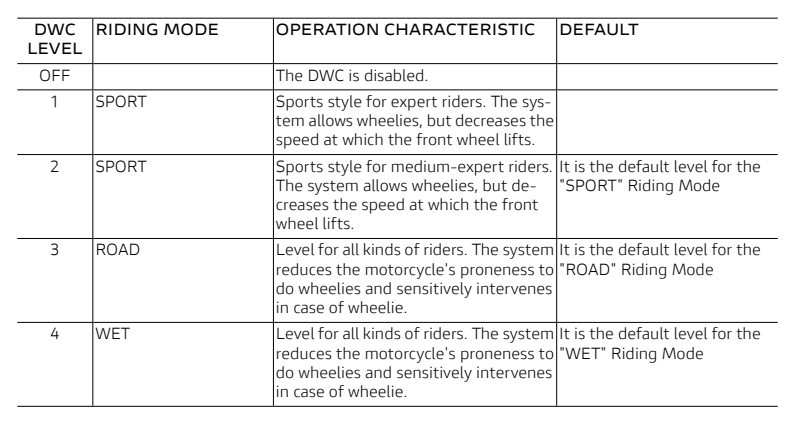 DWC LEVEL RIDING MODE OPERATION CHARACTERISTIC DEFAULT
OFF The DWC is disabled.
1 SPORT Sports style for expert riders. The sys-
tem allows wheelies, but decreases the
speed at which the front wheel lifts.
2 SPORT Sports style for medium-expert riders. It is the default level for the
The system allows wheelies, but de- "SPORT" Riding Mode
creases the speed at which the front
wheel lifts.
3 ROAD Level for all kinds of riders. The system It is the default level for the
reduces the motorcycle's proneness to "ROAD" Riding Mode
do wheelies and sensitively intervenes
in case of wheelie.
4 WET Level for all kinds of riders. The system It is the default level for the
reduces the motorcycle's proneness to "WET" Riding Mode
do wheelies and sensitively intervenes
in case of wheelie.